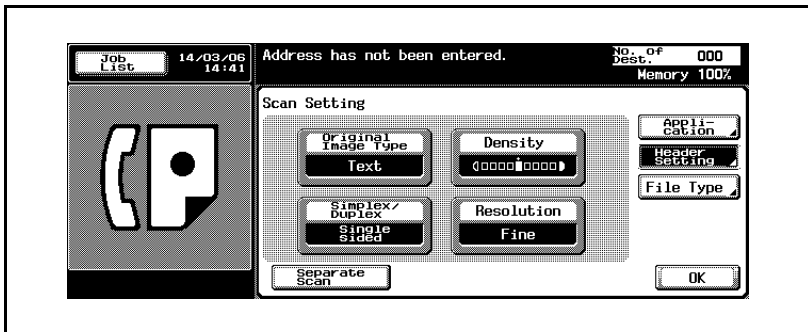 Job
List
14/03/06
14:41
Address has not been entered.
No. Of
Dest.
000
Memory 100%
Scan Setting
Original
Image Type
Text
Density
Simplex/
Duplex
Single
sided
Resolution
Fine
Separate
Scan
Appli-
cation
Header
Setting
File Type
OK